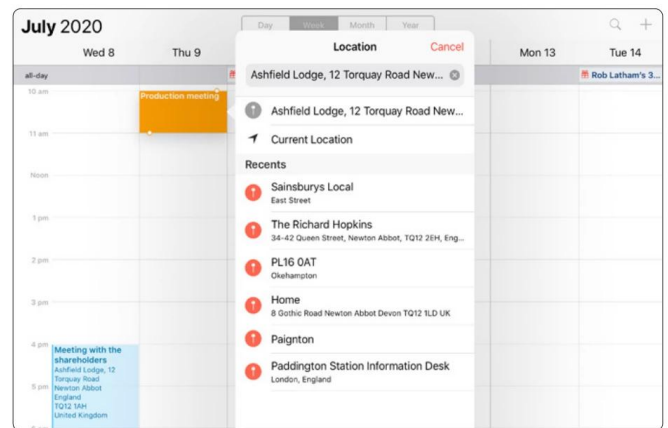 July 2020
Day Week Month Year
Wed 8
Thu 9
Mon 13
Tue 14
all-day
Rob Latham's 3...
10 am
11 am
Noon
1 pm
2 pm
3 pm
4 pm
5 pm
Production meeting
Meeting with the
shareholders
Ashfield Lodge, 12
Torquay Road
Newton Abbot
England
TQ12 1AH
United Kingdom
Location
Cancel
Ashfield Lodge, 12 Torquay Road New...
Ashfield Lodge, 12 Torquay Road New...
Current Location
Recents
Sainsburys Local
East Street
The Richard Hopkins
34-42 Queen Street, Newton Abbot, TQ12 2EH, Eng...
PL16 0AT
Okehampton
Home
8 Gothic Road Newton Abbot Devon TQ12 1LD UK
Paignton
Paddington Station Information Desk
London, England